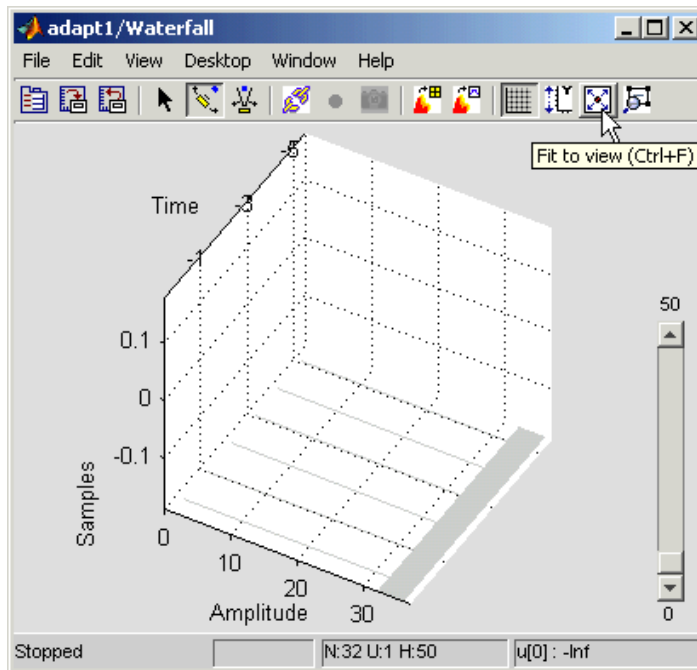 adapt1/Waterfall
File Edit View Desktop Window Help
Fit to view (Ctrl+F)
-5
Time
-3
-1
50
0.1
0
-0.1
Samples
0
10
20
30
Amplitude
0
Stopped
N:32 U:1 H:50
u[0] : -Inf